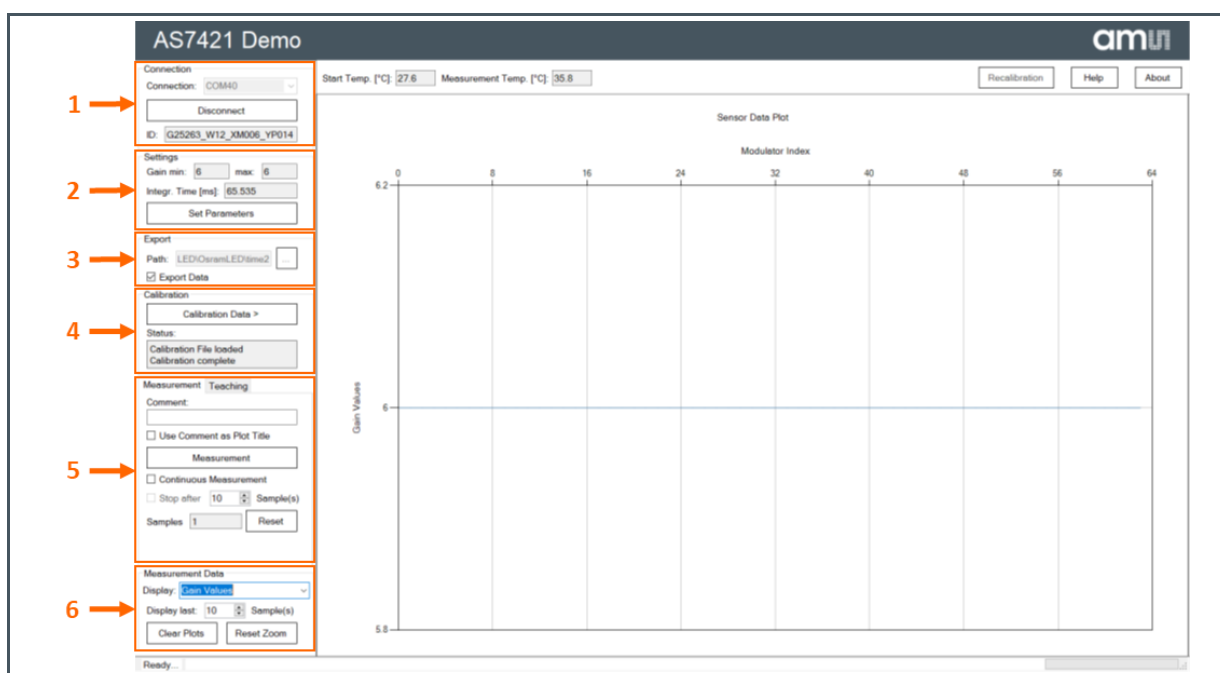 AS7421 Demo
amu
Connection
Connection: COM40
Disconnect
ID: G25263_W12_XM006_YP014
1
Settings
Gain min: 6 max: 6
Integr. Time [ms]: 65.535
Set Parameters
2
Export
Path: LED\OsramLED\time2 ...
Export Data
3
Calibration
Calibration Data >
Status:
Calibration File loaded
Calibration complete
4
Measurement Teaching
Comment:
Use Comment as Plot Title
Measurement
Continuous Measurement
Stop after 10 Sample(s)
Samples 1 Reset
5
Measurement Data
Display: Gain Values
Display last: 10 Sample(s)
Clear Plots Reset Zoom
6
Ready...
Start Temp. [°C]: 27.6 Measurement Temp. [°C]: 35.8 Recalibration Help About
Sensor Data Plot
Modulator Index
0 8 16 24 32 40 48 56 64
6.2
Gain Values
6
5.8